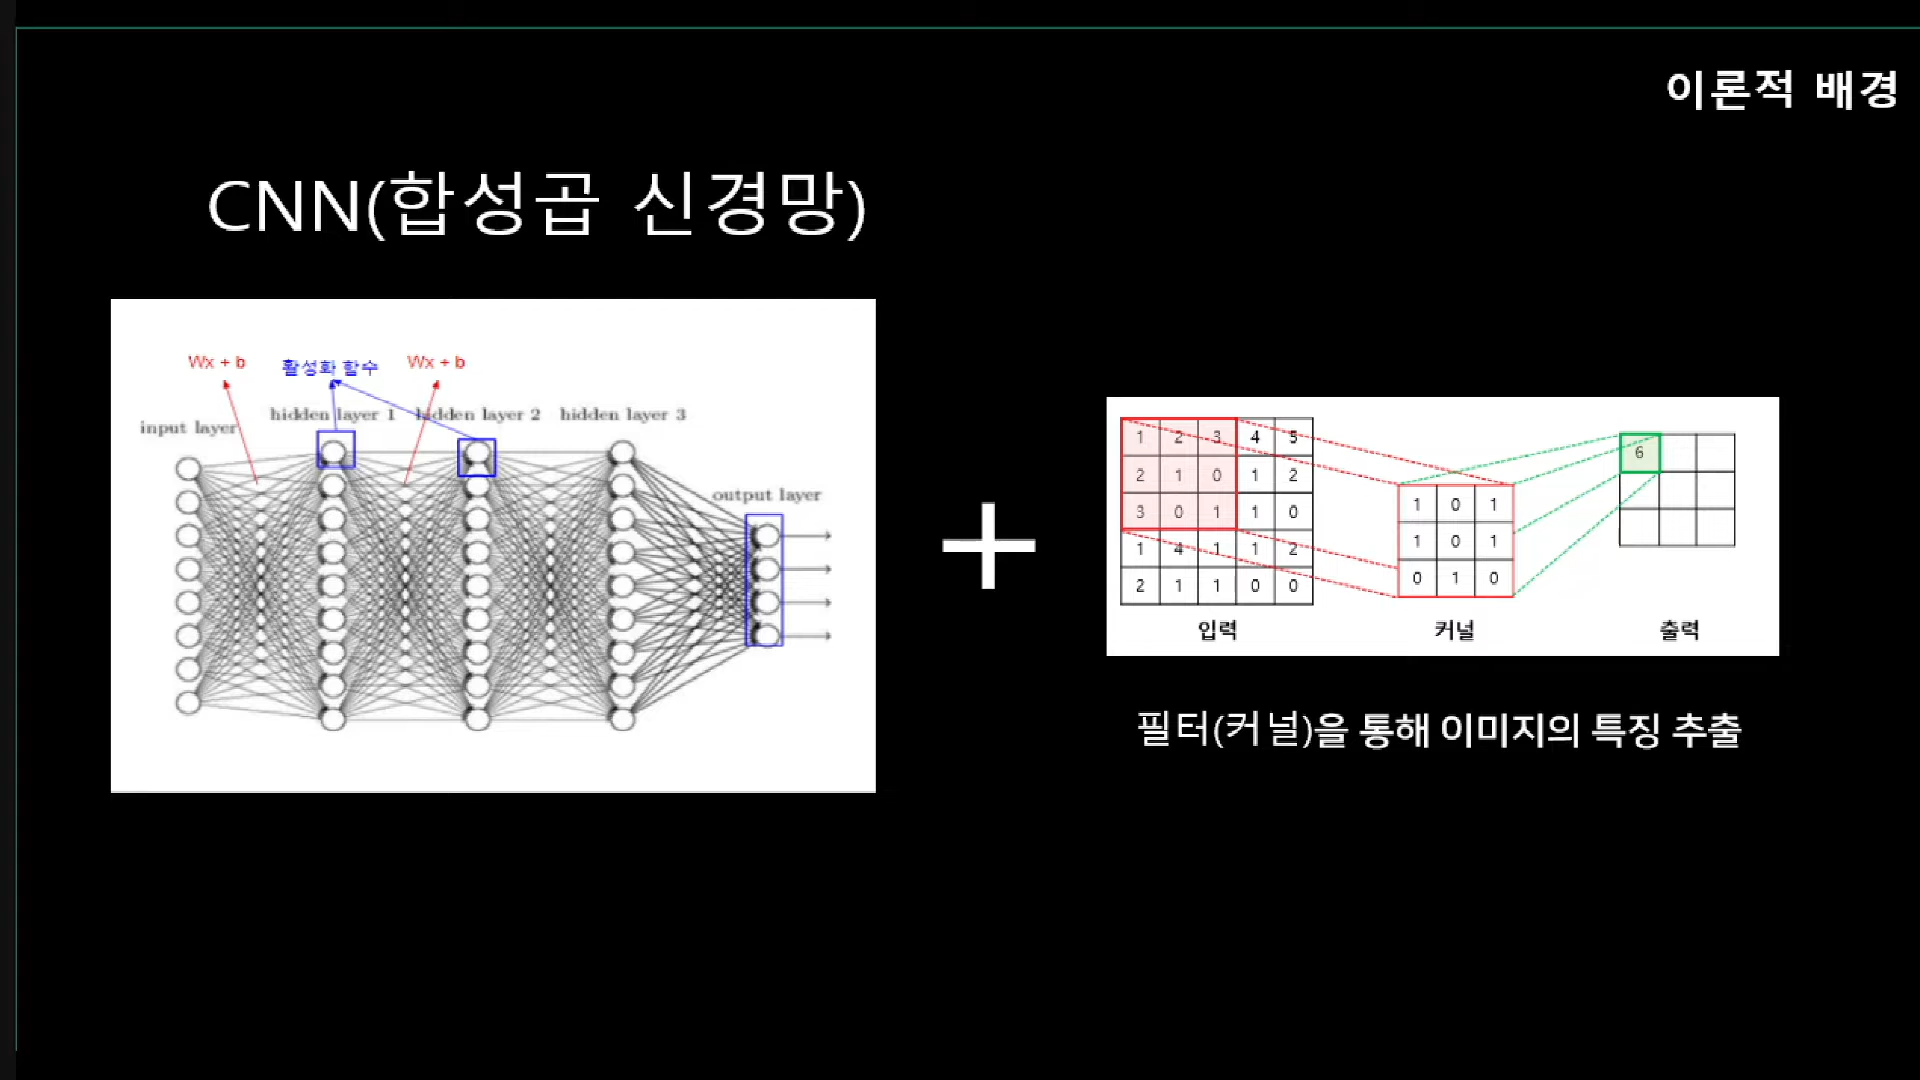 이론적 배경
CNN(합성곱 신경망)
Wx + b 활성화 함수 Wx + b
input layer hidden layer 1 hidden layer 2 hidden layer 3
output layer
1 2 3 4 5
2 1 0 1 2
3 0 1 1 0
1 4 1 1 2
2 1 1 0 0
입력
1 0 1
1 0 1
0 1 0
커널
6
출력
필터(커널)을 통해 이미지의 특징 추출